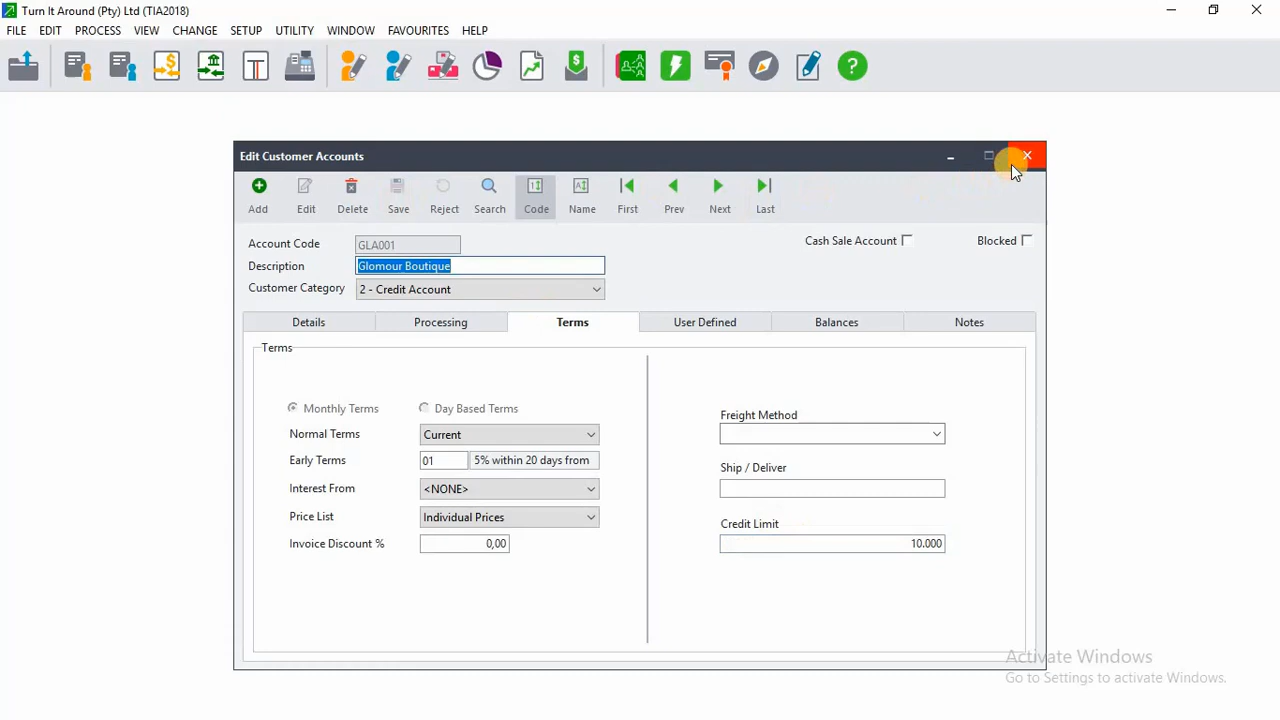 Turn It Around (Pty) Ltd (TIA2018)
FILE EDIT PROCESS VIEW CHANGE SETUP UTILITY WINDOW FAVOURITES HELP
Edit Customer Accounts
Add Edit Delete Save Reject Search Code Name First Prev Next Last
Account Code GLA001 Cash Sale Account Blocked
Description Glomour Boutique
Customer Category 2 - Credit Account
Details Processing Terms User Defined Balances Notes
Terms
Monthly Terms Day Based Terms
Normal Terms Current
Early Terms 01 5% within 20 days from
Interest From <NONE>
Price List Individual Prices
Invoice Discount % 0,00
Freight Method
Ship / Deliver
Credit Limit
10.000
Activate Windows
Go to Settings to activate Windows.